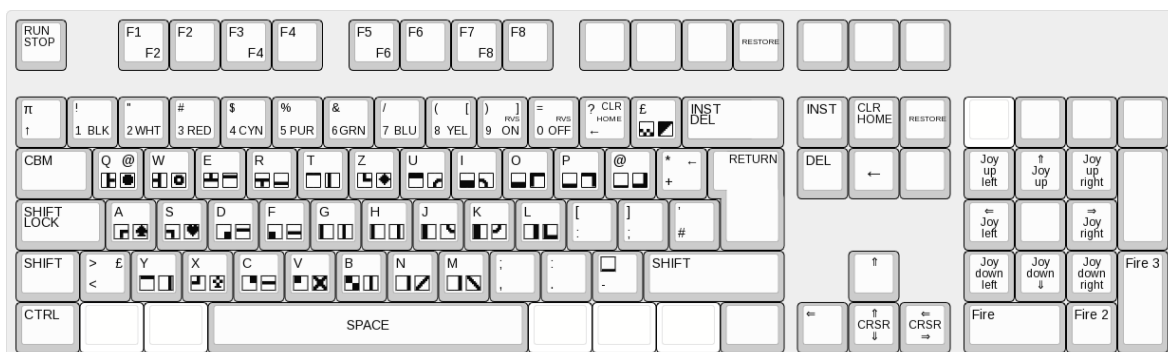 RUN STOP F1 F2 F2 F3 F4 F4 F5 F6 F6 F7 F8 F8 RESTORE
π ↑ ! 1 BLK " 2 WHT # 3 RED $ 4 CYN % 5 PUR & 6 GRN / 7 BLU ( [ 8 YEL ) ] 9 RVS ON = 0 RVS OFF ? CLR HOME ← £ INST DEL INST CLR HOME RESTORE
CBM Q @ W E R T Z U I O P @ * ← + RETURN DEL ← Joy up left ⇑ Joy up Joy up right
SHIFT LOCK A S D F G H J K L [ : ] ; ' # ⇐ Joy left ⇒ Joy right
SHIFT > £ < Y X C V B N M ; , : . - SHIFT ⇑ Joy down left Joy down ⇓ Joy down right Fire 3
CTRL SPACE ⇐ ⇑ CRSR ⇓ ⇐ CRSR ⇒ Fire Fire 2